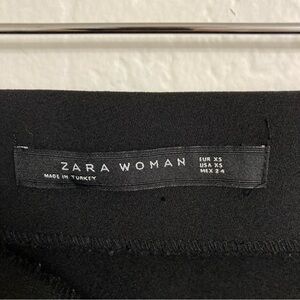 ZARA WOMAN
MADE IN TURKEY
EUR XS
USA XS
MEX 24